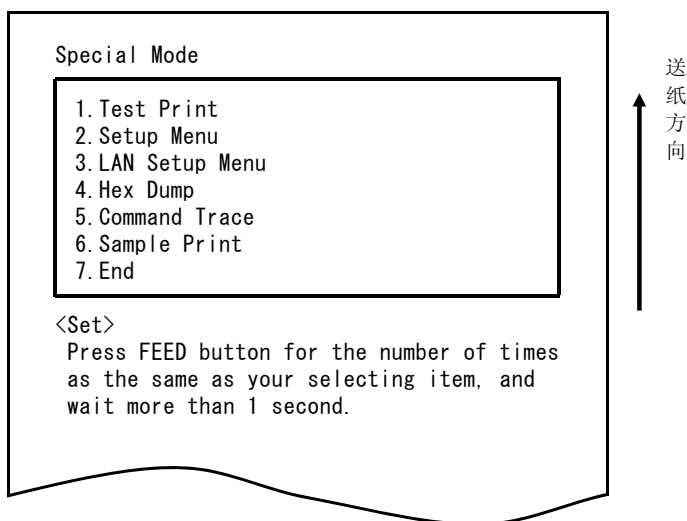 Special Mode
1.Test Print
2.Setup Menu
3.LAN Setup Menu
4.Hex Dump
5.Command Trace
6.Sample Print
7.End
<Set>
Press FEED button for the number of times
as the same as your selecting item, and
wait more than 1 second.
送纸方向